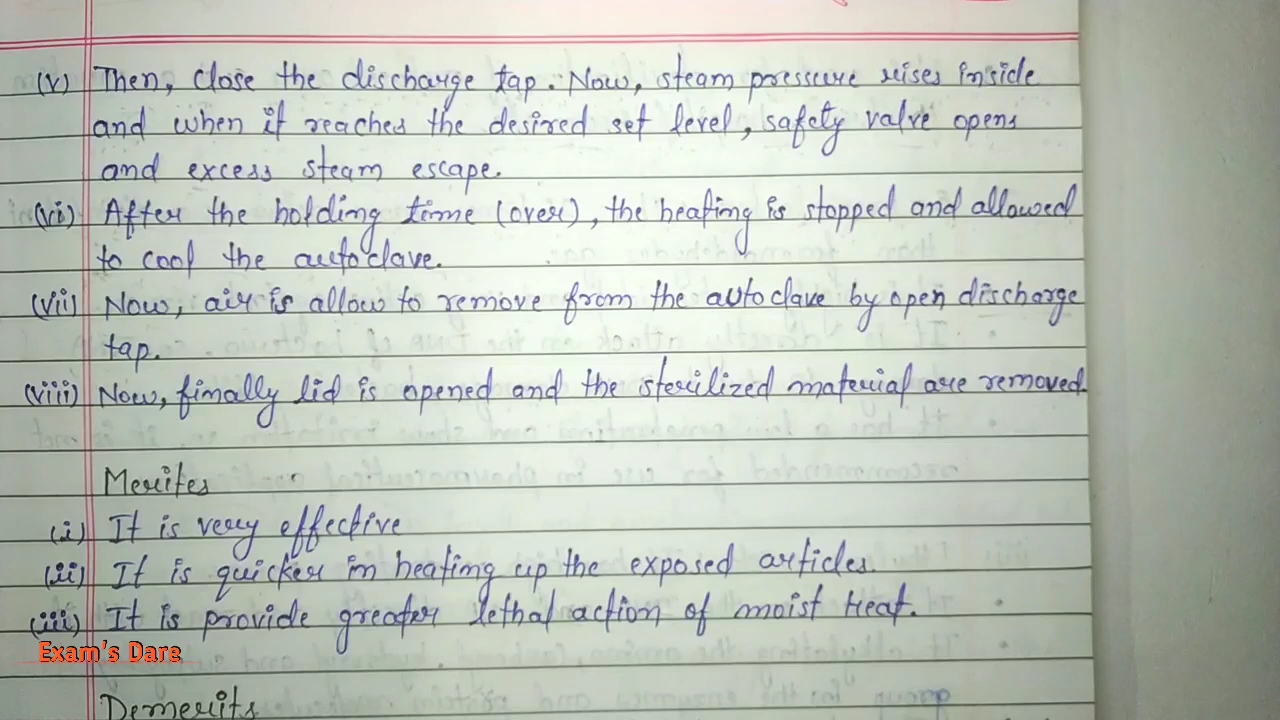 (v) Then, close the discharge tap. Now, steam pressure rises inside
and when it reached the desired set level, safety valve opens
and excess steam escape.
(vi) After the holding time (over), the heating is stopped and allowed
to cool the autoclave.
(vii) Now, air is allow to remove from the autoclave by open discharge
tap.
(viii) Now, finally lid is opened and the sterilized material are removed.
Merites
(i) It is very effective
(ii) It is quicker in heating up the exposed articles.
(iii) It is provide greater lethal action of moist heat.
Exam's Dare
Demerits